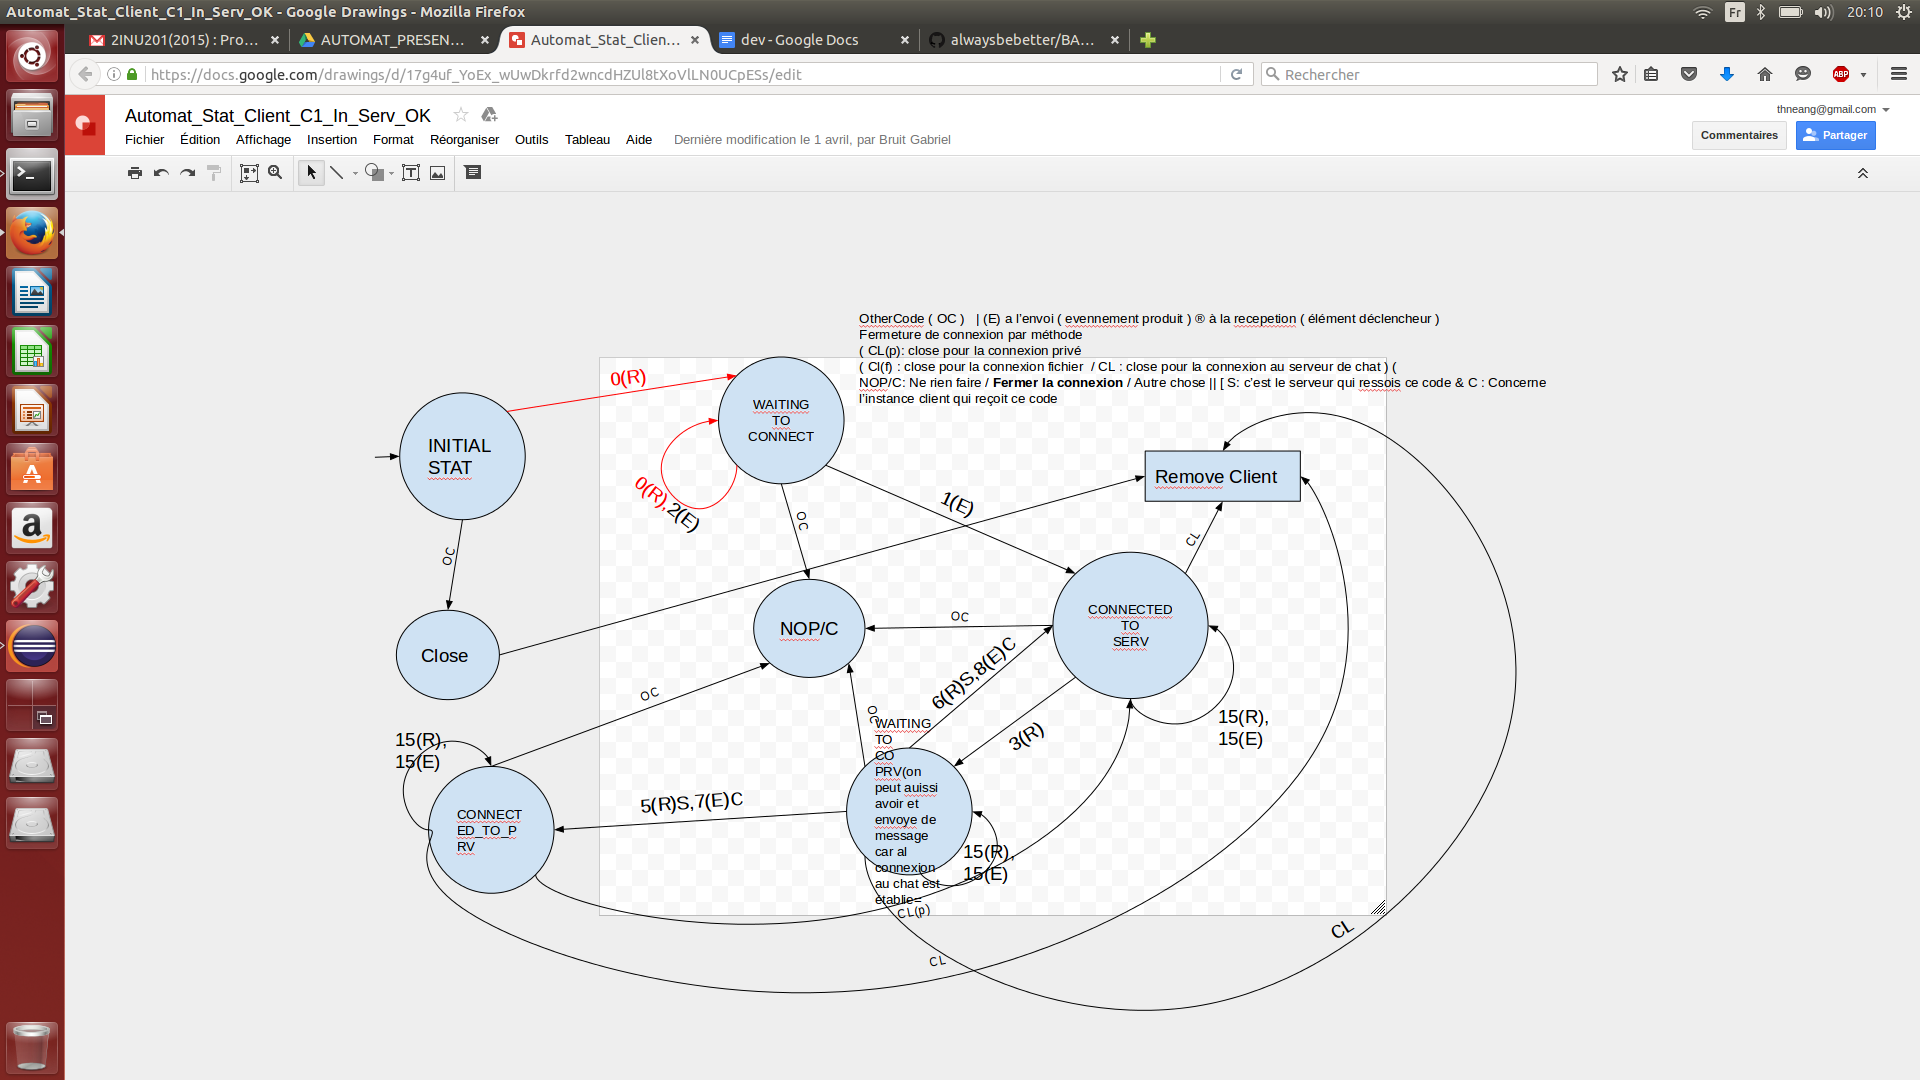 Automat_Stat_Client_C1_In_Serv_OK - Google Drawings - Mozilla Firefox
Fr
20:10
2INU201(2015) : Pro...
AUTOMAT_PRESEN...
Automat_Stat_Clien...
dev - Google Docs
alwaysbebetter/BA...
https://docs.google.com/drawings/d/17g4uf_YoEx_wUwDkrfd2wncdHZUl8tXoVlLN0UCpESs/edit
Rechercher
ABP
Automat_Stat_Client_C1_In_Serv_OK
thneang@gmail.com
Fichier Édition Affichage Insertion Format Réorganiser Outils Tableau Aide Dernière modification le 1 avril, par Bruit Gabriel
Commentaires
Partager
OtherCode ( OC ) | (E) a l'envoi ( evennement produit ) ® à la recepetion ( élément déclencheur )
Fermeture de connexion par méthode
( CL(p): close pour la connexion privé
( Cl(f) : close pour la connexion fichier / CL : close pour la connexion au serveur de chat ) (
NOP/C: Ne rien faire / Fermer la connexion / Autre chose || [ S: c'est le serveur qui ressois ce code & C : Concerne
l'instance client qui reçoit ce code
0(R)
WAITING
TO
CONNECT
INITIAL
STAT
0(R),2(E)
OC
1(E)
Remove Client
CL
OC
NOP/C
OC
CONNECTED
TO
SERV
Close
6(R)S,8(E)C
OC
OC
3(R)
15(R),
15(E)
15(R),
15(E)
WAITING
TO
CO
PRV(on
peut auissi
avoir et
envoye de
message
car al
connexion
au chat est
établie=
5(R)S,7(E)C
CONNECT
ED_TO_P
RV
15(R),
15(E)
CL(p)
CL
CL